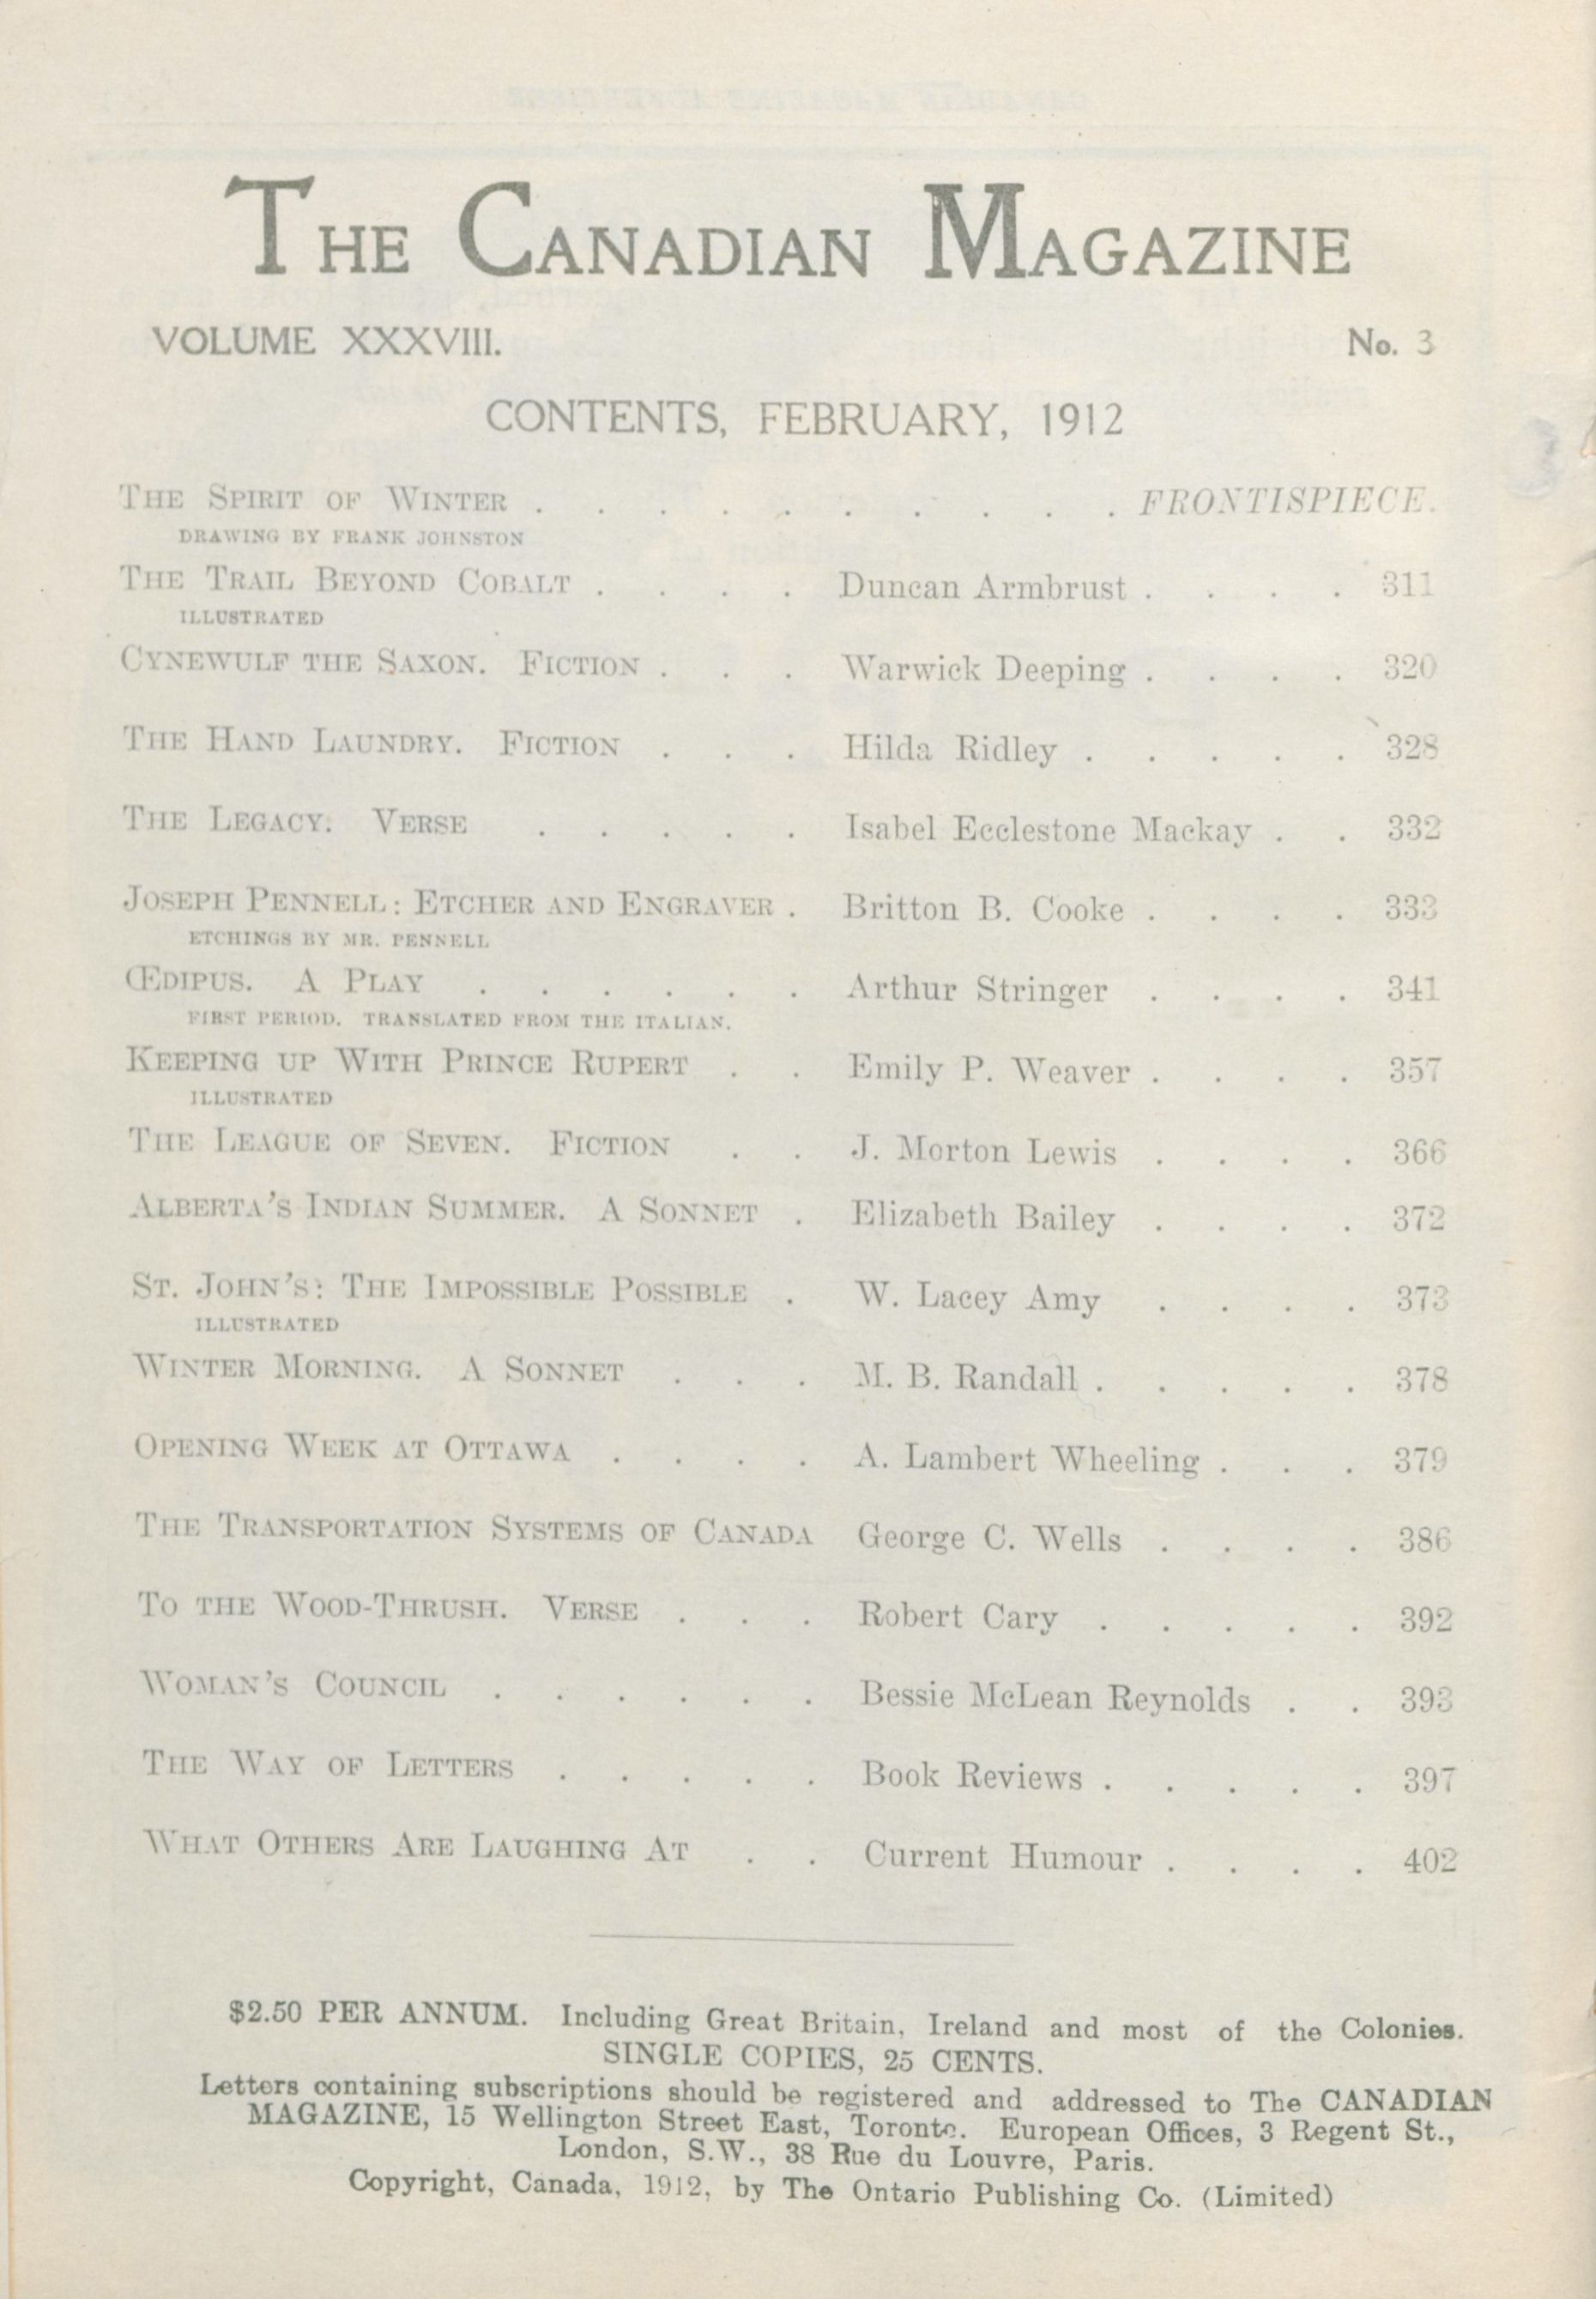 THE CANADIAN MAGAZINE
VOLUME XXXVIII. No. 3
CONTENTS, FEBRUARY, 1912
THE SPIRIT OF WINTER . . . . . . . . . . FRONTISPIECE.
DRAWING BY FRANK JOHNSTON
THE TRAIL BEYOND COBALT . . . . Duncan Armbrust . . . . 311
ILLUSTRATED
CYNEWULF THE SAXON. FICTION . . . Warwick Deeping . . . . 320
THE HAND LAUNDRY. FICTION . . . Hilda Ridley . . . . . 328
THE LEGACY. VERSE . . . . . Isabel Ecclestone Mackay . . 332
JOSEPH PENNELL: ETCHER AND ENGRAVER . Britton B. Cooke . . . . 333
ETCHINGS BY MR. PENNELL
ŒDIPUS. A PLAY . . . . . . Arthur Stringer . . . . 341
FIRST PERIOD. TRANSLATED FROM THE ITALIAN.
KEEPING UP WITH PRINCE RUPERT . . Emily P. Weaver . . . . 357
ILLUSTRATED
THE LEAGUE OF SEVEN. FICTION . . J. Morton Lewis . . . . 366
ALBERTA'S INDIAN SUMMER. A SONNET . Elizabeth Bailey . . . . 372
ST. JOHN'S: THE IMPOSSIBLE POSSIBLE . W. Lacey Amy . . . . 373
ILLUSTRATED
WINTER MORNING. A SONNET . . . M. B. Randall . . . . . 378
OPENING WEEK AT OTTAWA . . . . A. Lambert Wheeling . . . 379
THE TRANSPORTATION SYSTEMS OF CANADA George C. Wells . . . . 386
TO THE WOOD-THRUSH. VERSE . . . Robert Cary . . . . . 392
WOMAN'S COUNCIL . . . . . . Bessie McLean Reynolds . . 393
THE WAY OF LETTERS . . . . . Book Reviews . . . . . 397
WHAT OTHERS ARE LAUGHING AT . . Current Humour . . . . 402
$2.50 PER ANNUM. Including Great Britain, Ireland and most of the Colonies.
SINGLE COPIES, 25 CENTS.
Letters containing subscriptions should be registered and addressed to The CANADIAN
MAGAZINE, 15 Wellington Street East, Toronto. European Offices, 3 Regent St.,
London, S.W., 38 Rue du Louvre, Paris.
Copyright, Canada, 1912, by The Ontario Publishing Co. (Limited)